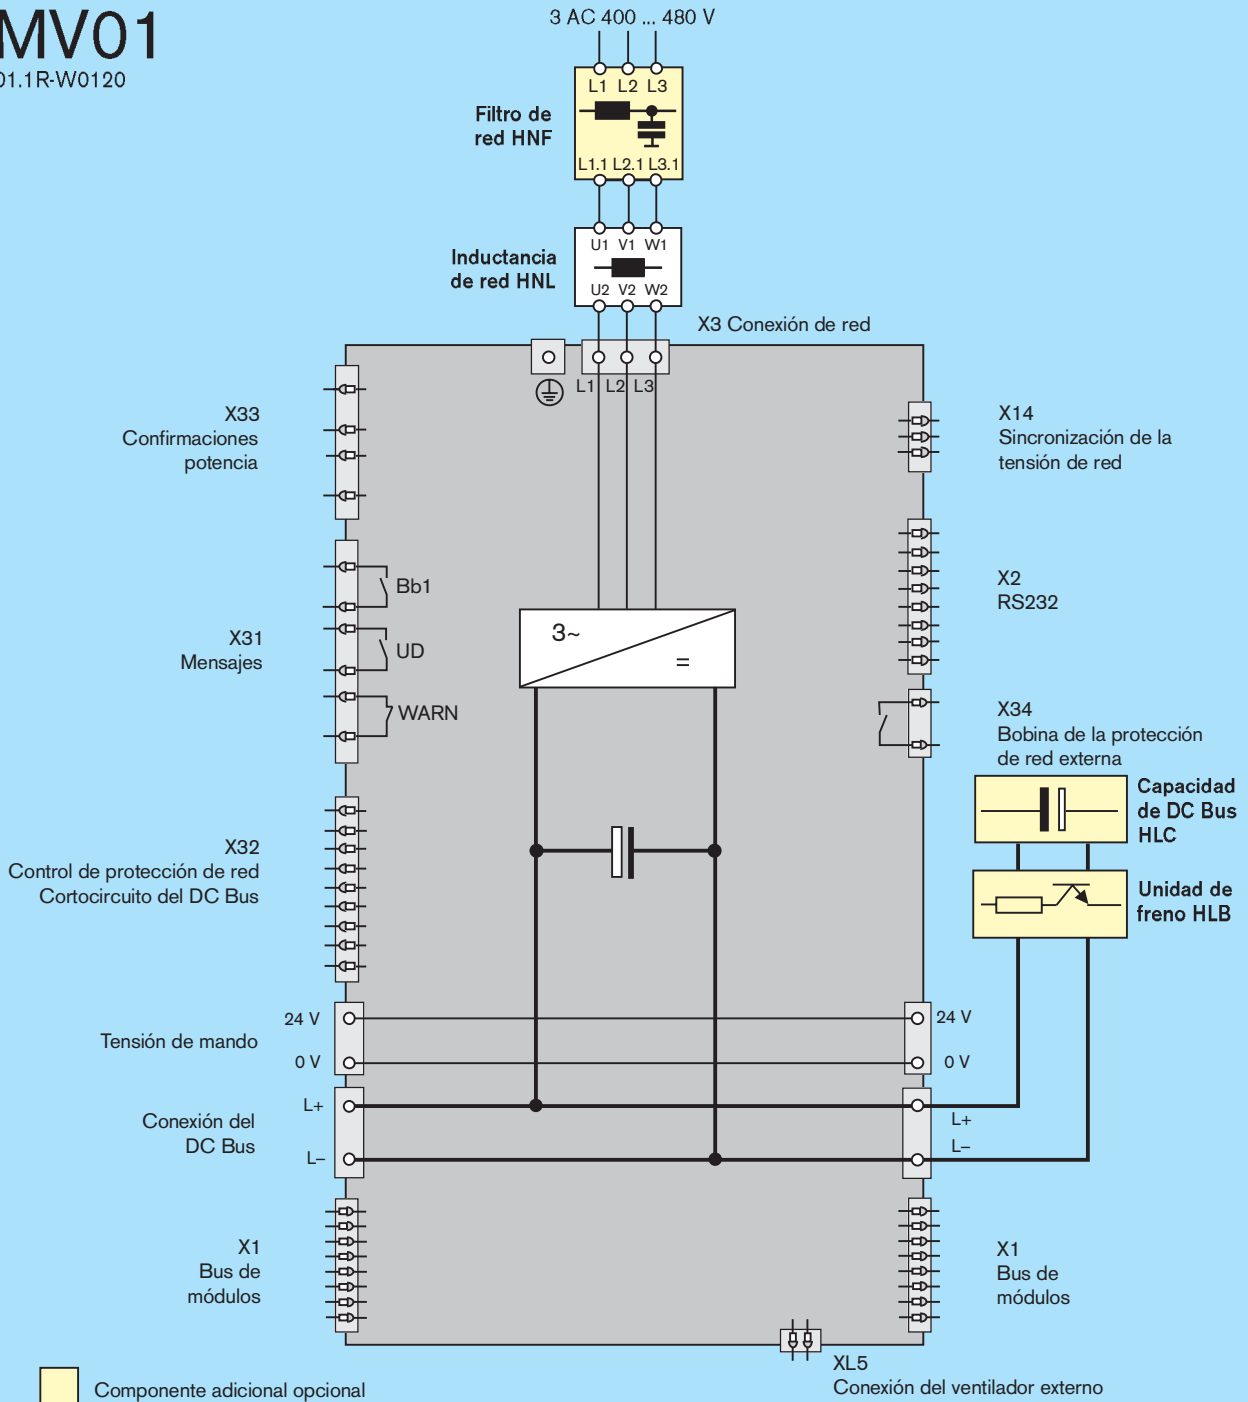 MV01
01.1R-W0120
3 AC 400 ... 480 V
L1 L2 L3
Filtro de
red HNF
L1.1 L2.1 L3.1
U1 V1 W1
Inductancia
de red HNL
U2 V2 W2
X3 Conexión de red
L1 L2 L3
X33
Confirmaciones
potencia
X14
Sincronización de la
tensión de red
Bb1
X31
Mensajes
UD
WARN
X2
RS232
3~
=
X34
Bobina de la protección
de red externa
Capacidad
de DC Bus
HLC
X32
Control de protección de red
Cortocircuito del DC Bus
Unidad de
freno HLB
24 V
Tensión de mando
0 V
24 V
0 V
L+
Conexión del
DC Bus
L–
L+
L–
X1
Bus de
módulos
X1
Bus de
módulos
XL5
Conexión del ventilador externo
Componente adicional opcional